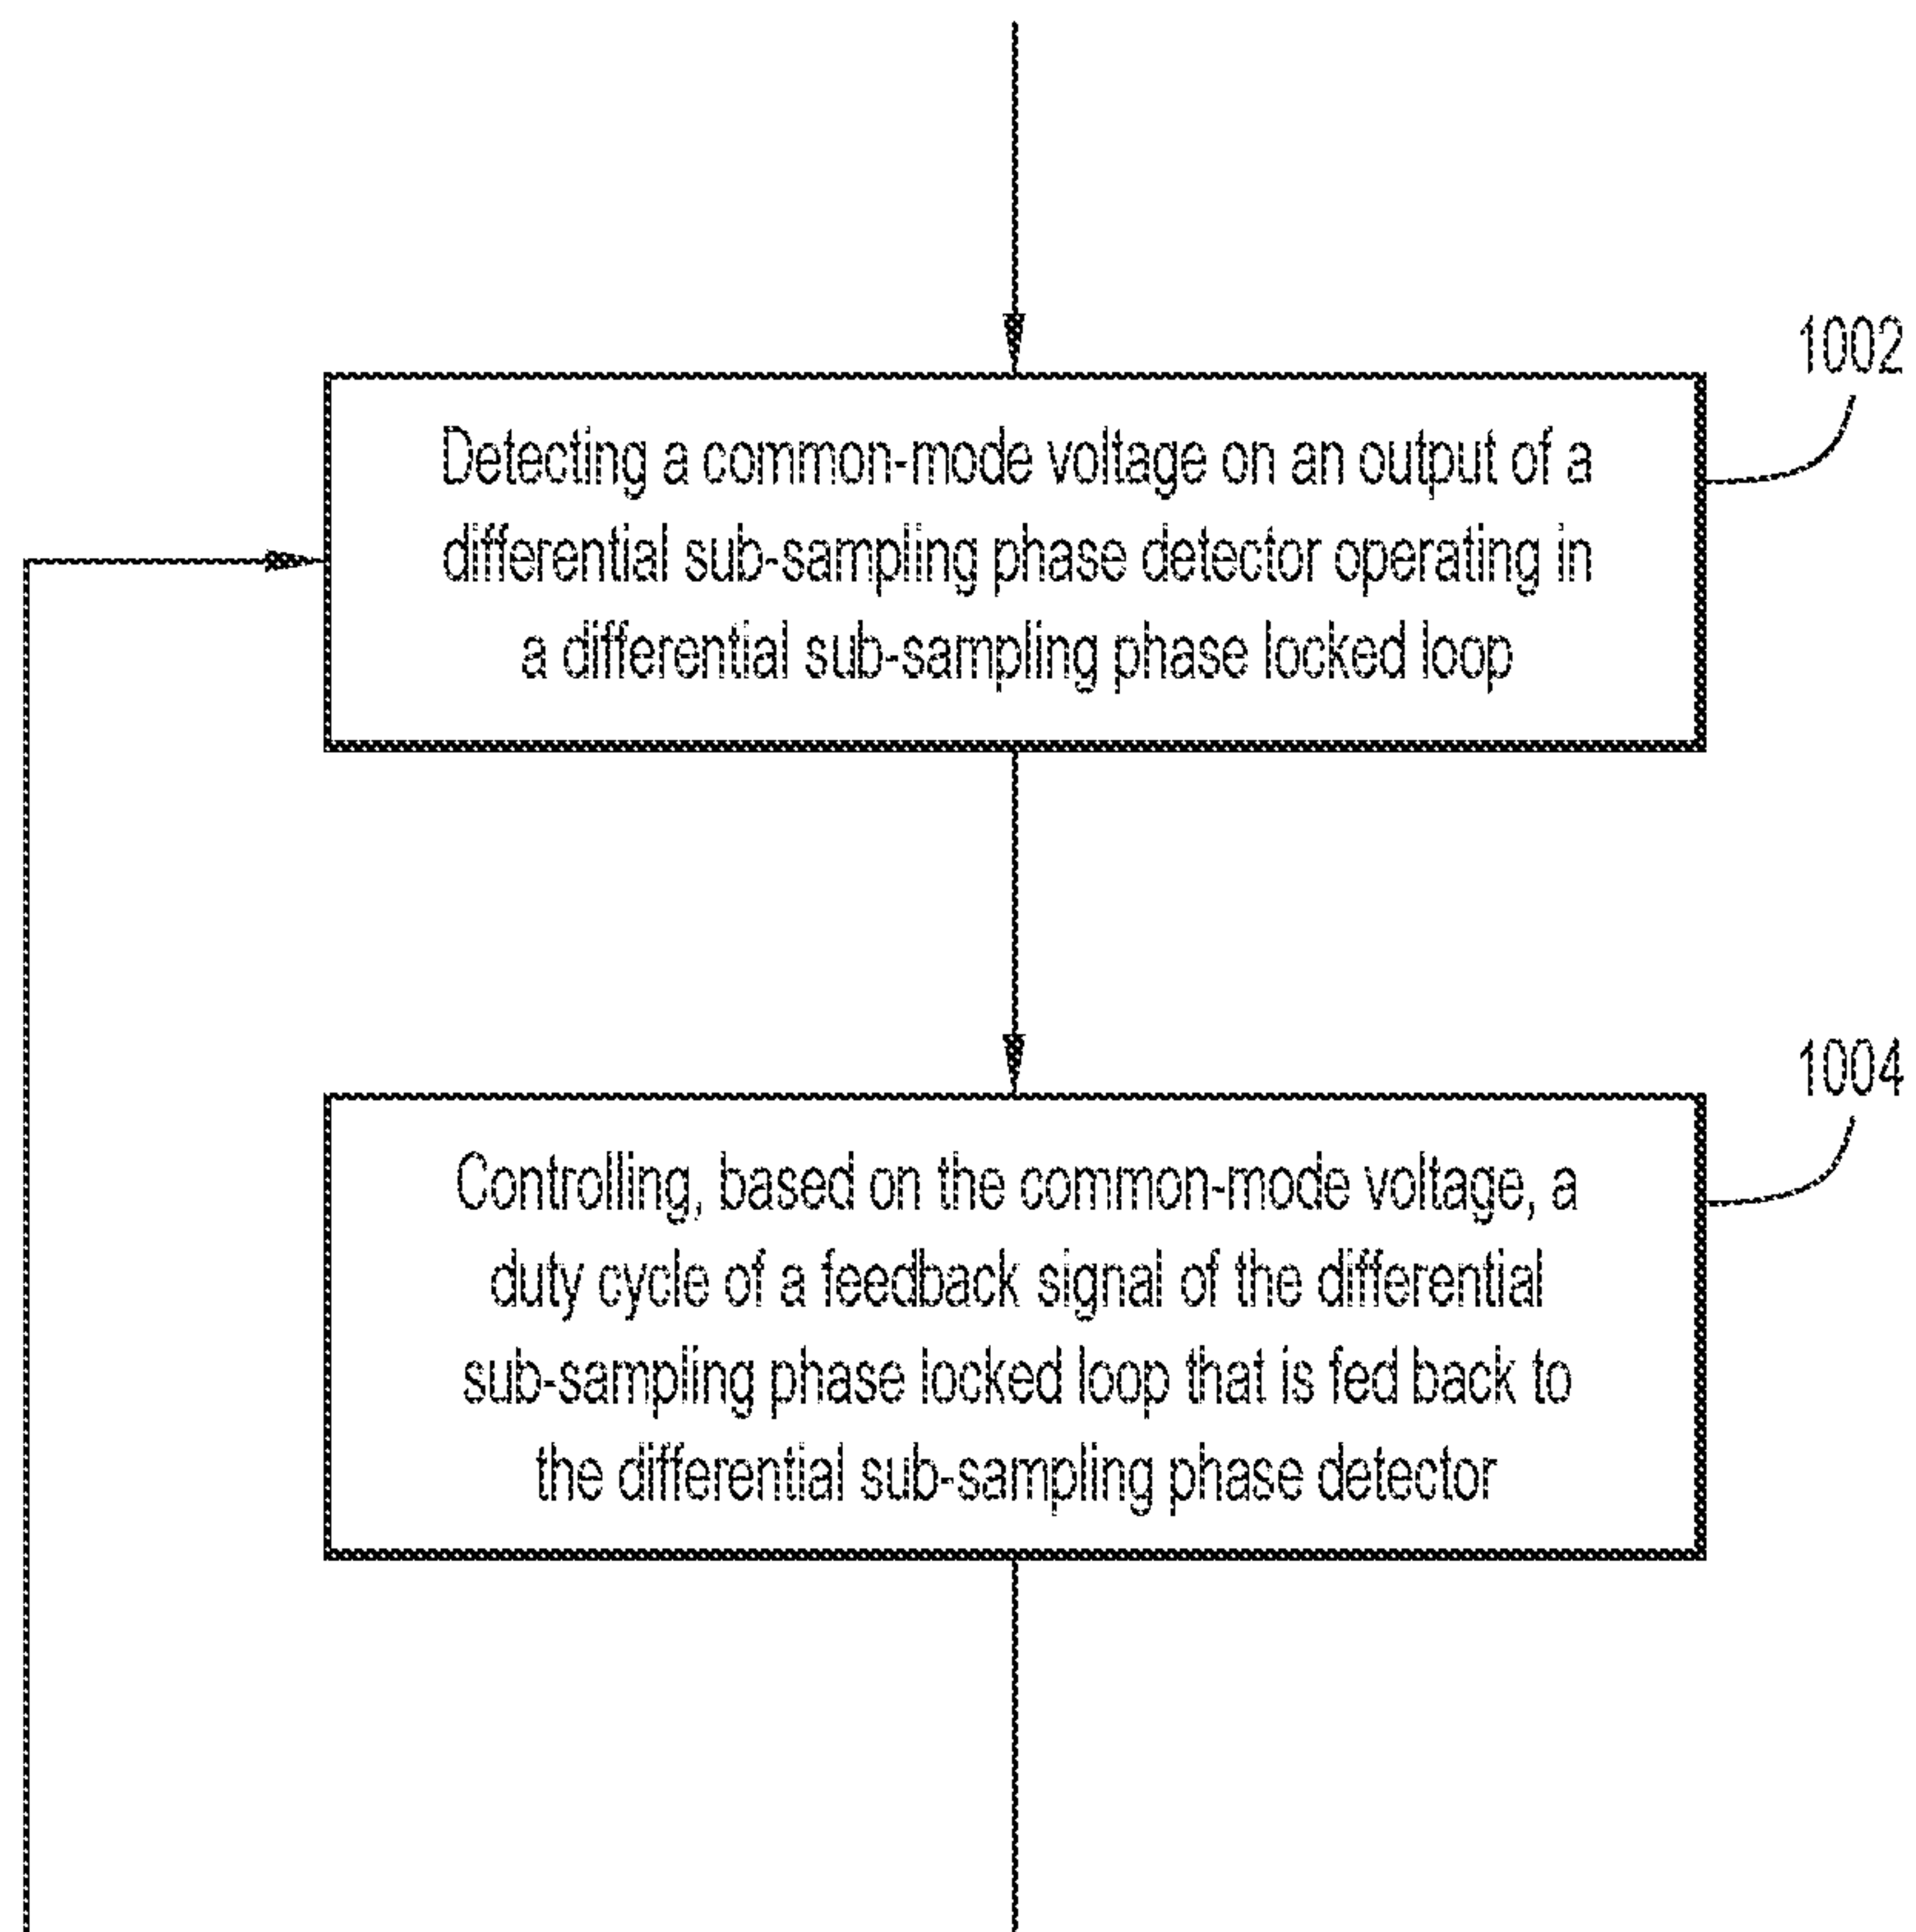 1002
Detecting a common-mode voltage on an output of a
differential sub-sampling phase detector operating in
a differential sub-sampling phase locked loop
1004
Controlling, based on the common-mode voltage, a
duty cycle of a feedback signal of the differential
sub-sampling phase locked loop that is fed back to
the differential sub-sampling phase detector